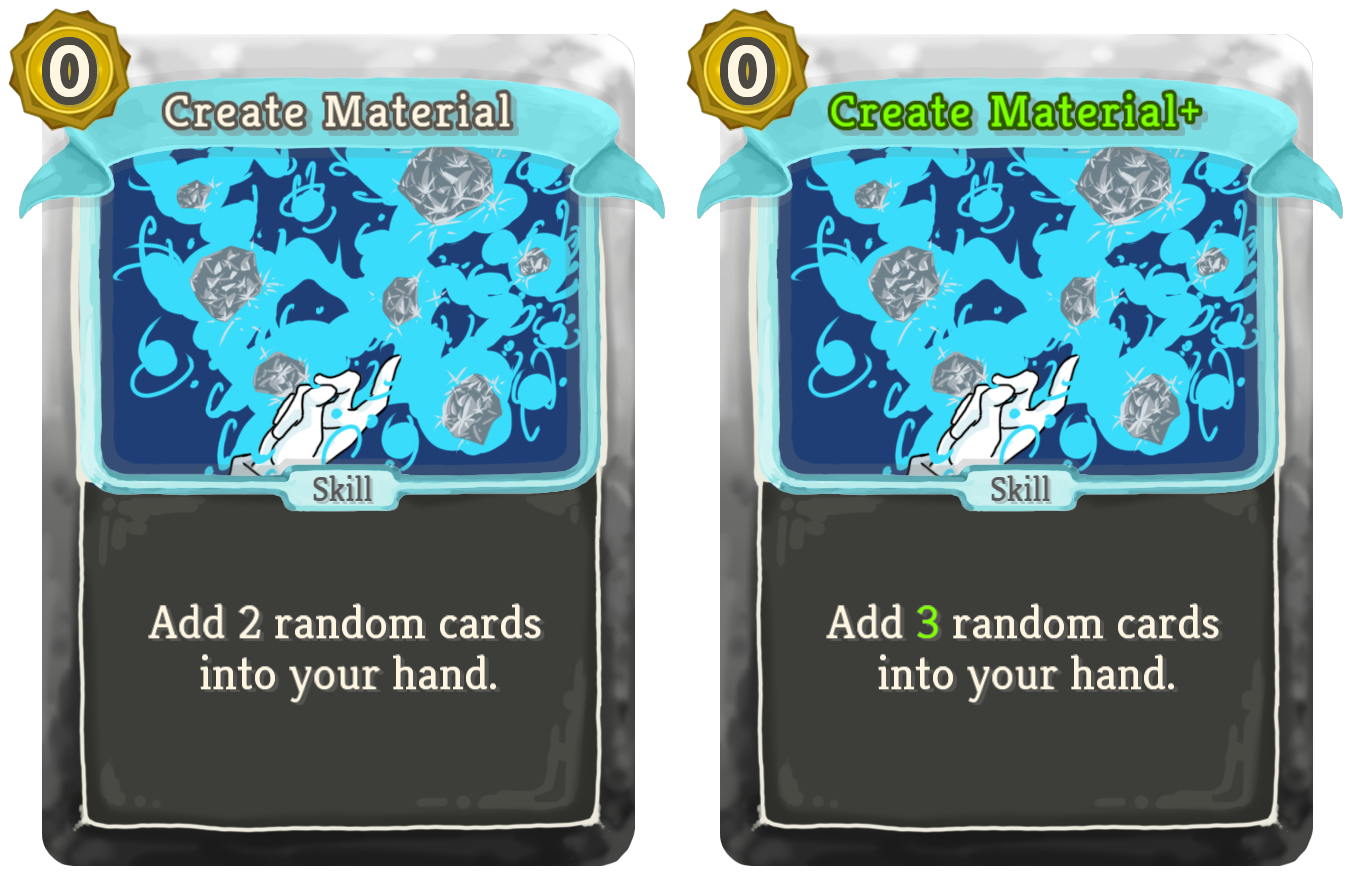 0
Create Material
Skill
Add 2 random cards
into your hand.
0
Create Material+
Skill
Add 3 random cards
into your hand.